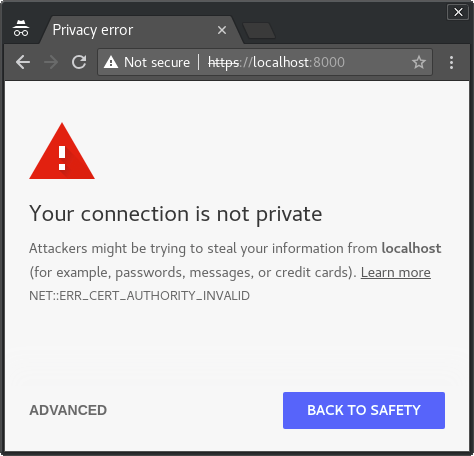 Privacy error
Not secure | https://localhost:8000
Your connection is not private
Attackers might be trying to steal your information from localhost
(for example, passwords, messages, or credit cards). Learn more
NET::ERR_CERT_AUTHORITY_INVALID
ADVANCED
BACK TO SAFETY